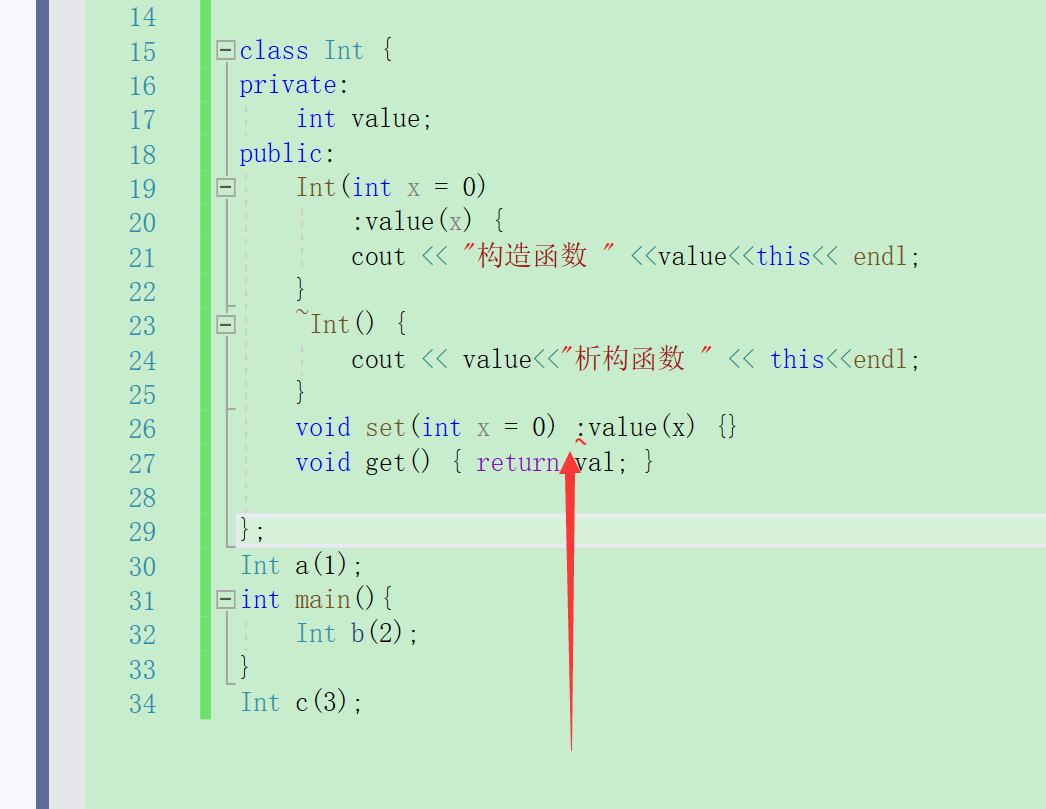 14
15 class Int {
16 private:
17 int value;
18 public:
19 Int(int x = 0)
20 :value(x) {
21 cout << "构造函数 " <<value<<this<< endl;
22 }
23 ~Int() {
24 cout << value<<"析构函数 " << this<<endl;
25 }
26 void set(int x = 0) :value(x) {}
27 void get() { return val; }
28
29 };
30 Int a(1);
31 int main(){
32 Int b(2);
33 }
34 Int c(3);